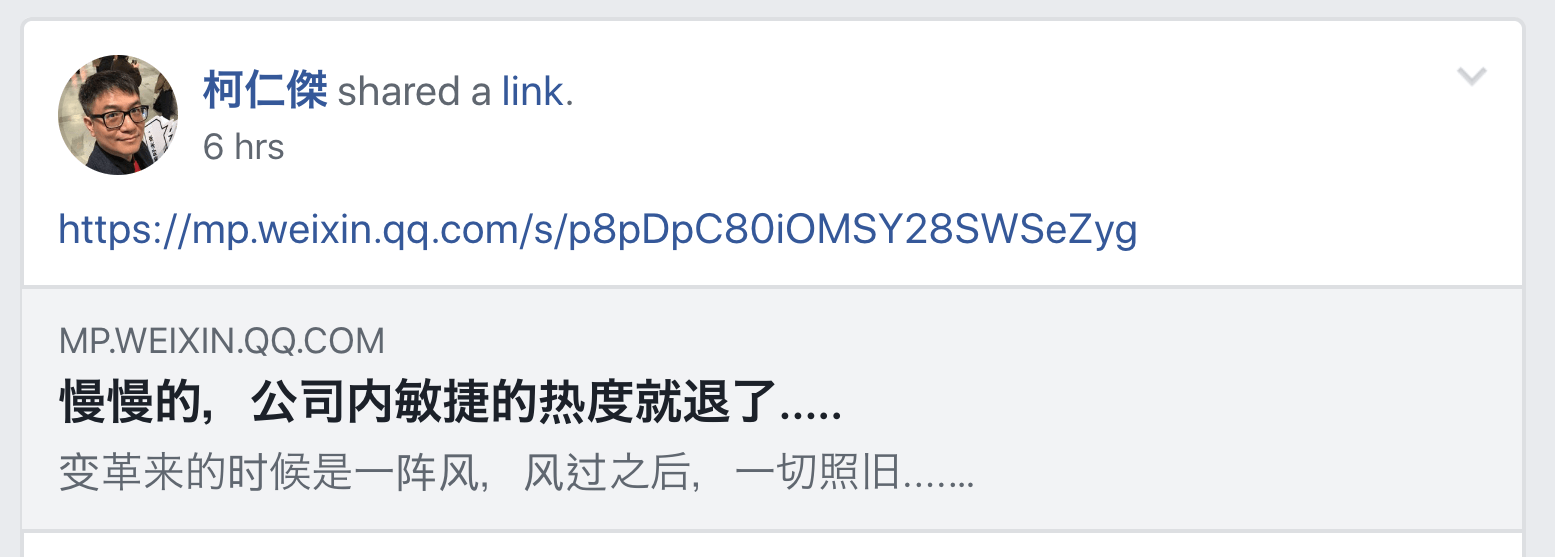 柯仁傑 shared a link.
6 hrs
https://mp.weixin.qq.com/s/p8pDpC80iOMSY28SWSeZyg
MP.WEIXIN.QQ.COM
慢慢的，公司内敏捷的热度就退了.....
变革来的时候是一阵风，风过之后，一切照旧.......